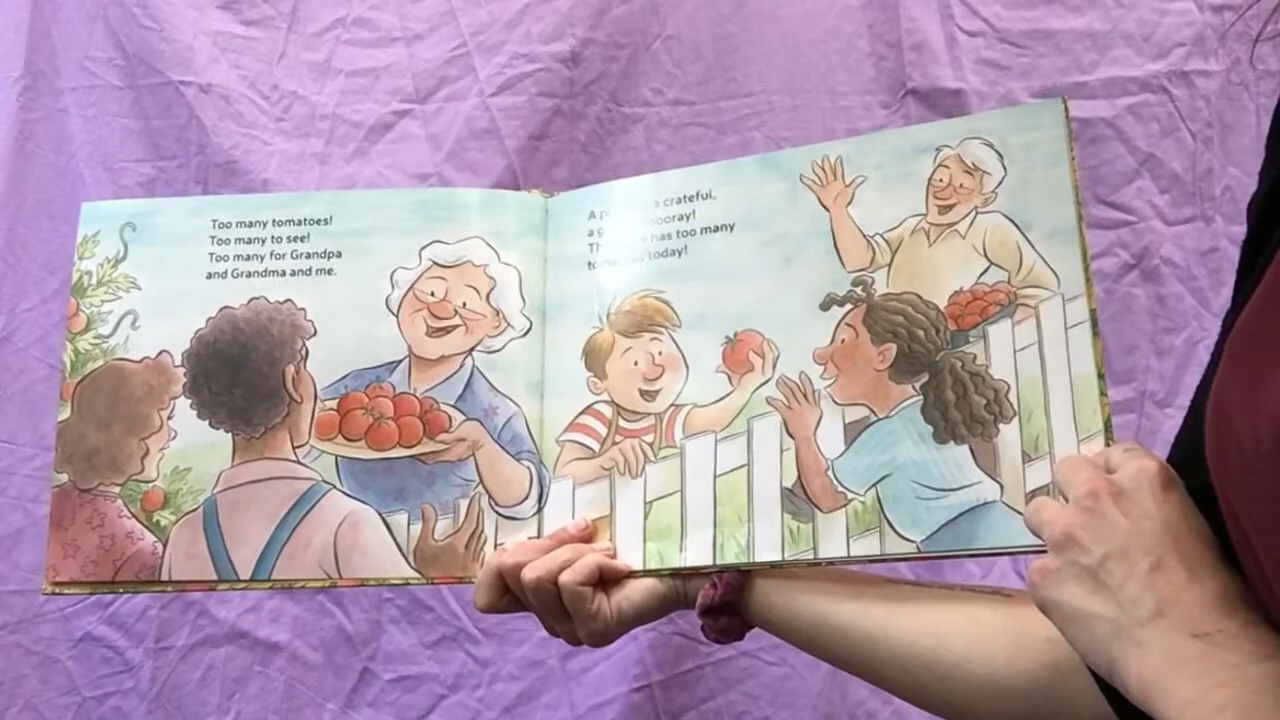 Too many tomatoes!
Too many to see!
Too many for Grandpa
and Grandma and me.
A crateful,
a
has too many
today!